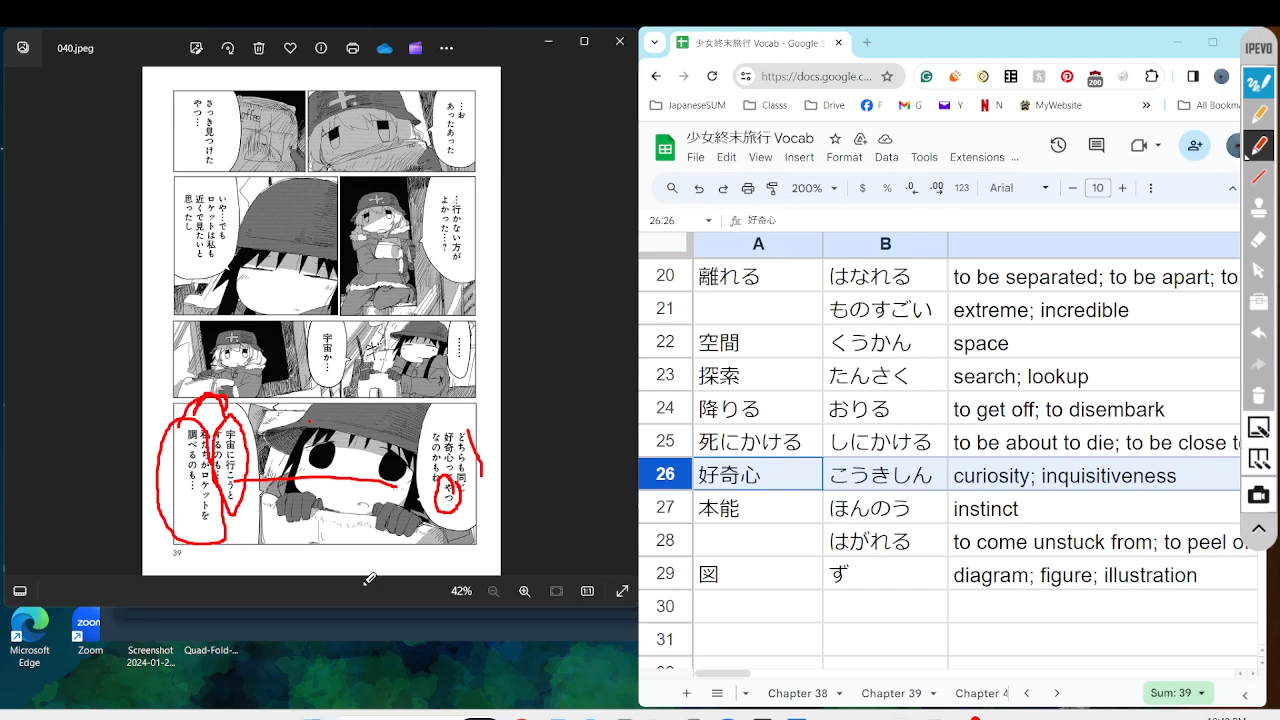 040.jpeg
…お
あったあった
さっき見つけた
やつ…
…行かない方が
よかった…？
いや…でも
ロケットは私も
近くで見たいと
思ったし
……
宇宙か…
どちらも同じ
好奇心ってやつ
なのかもね
宇宙に行こうと
するのも…
私たちがロケットを
調べるのも…
39
42%
Microsoft Edge
Zoom
Screenshot 2024-01-2...
Quad-Fold-...
少女終末旅行 Vocab - Google S
https://docs.google.c...
200
JapaneseSUM
Classs
Drive
F
G
Y
N
MyWebsite
»
All Bookm
少女終末旅行 Vocab
File Edit View Insert Format Data Tools Extensions ...
200% $ % .0 .00 123 Arial 10
26:26 fx 好奇心
A B
20 離れる はなれる to be separated; to be apart; to
21 ものすごい extreme; incredible
22 空間 くうかん space
23 探索 たんさく search; lookup
24 降りる おりる to get off; to disembark
25 死にかける しにかける to be about to die; to be close t
26 好奇心 こうきしん curiosity; inquisitiveness
27 本能 ほんのう instinct
28 はがれる to come unstuck from; to peel o
29 図 ず diagram; figure; illustration
30
31
+ Chapter 38 Chapter 39 Chapter 4 Sum: 39
IPEVO